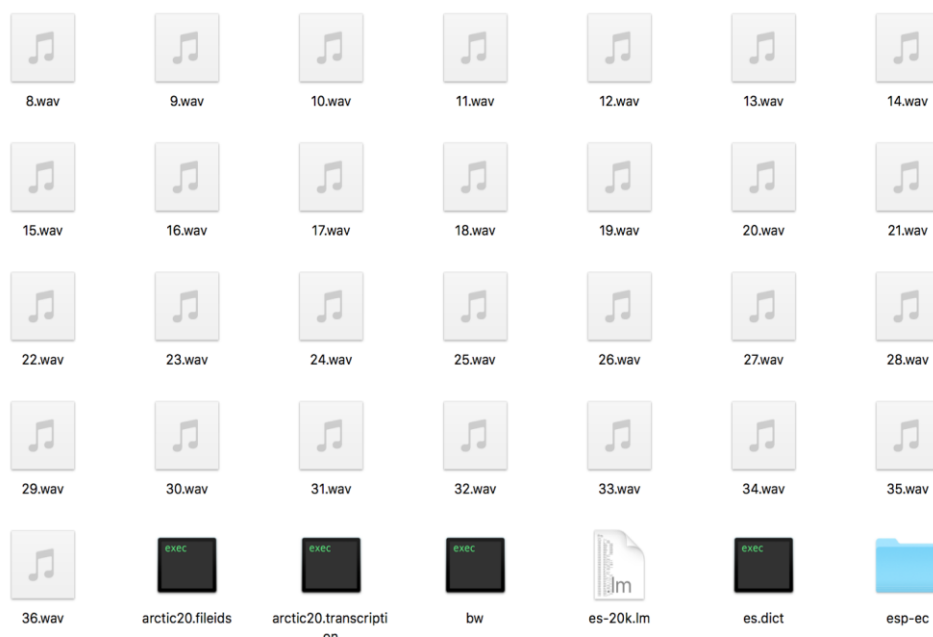 8.wav 9.wav 10.wav 11.wav 12.wav 13.wav 14.wav
15.wav 16.wav 17.wav 18.wav 19.wav 20.wav 21.wav
22.wav 23.wav 24.wav 25.wav 26.wav 27.wav 28.wav
29.wav 30.wav 31.wav 32.wav 33.wav 34.wav 35.wav
exec exec exec exec
lm
36.wav arctic20.fileids arctic20.transcripti bw es-20k.lm es.dict esp-ec
on